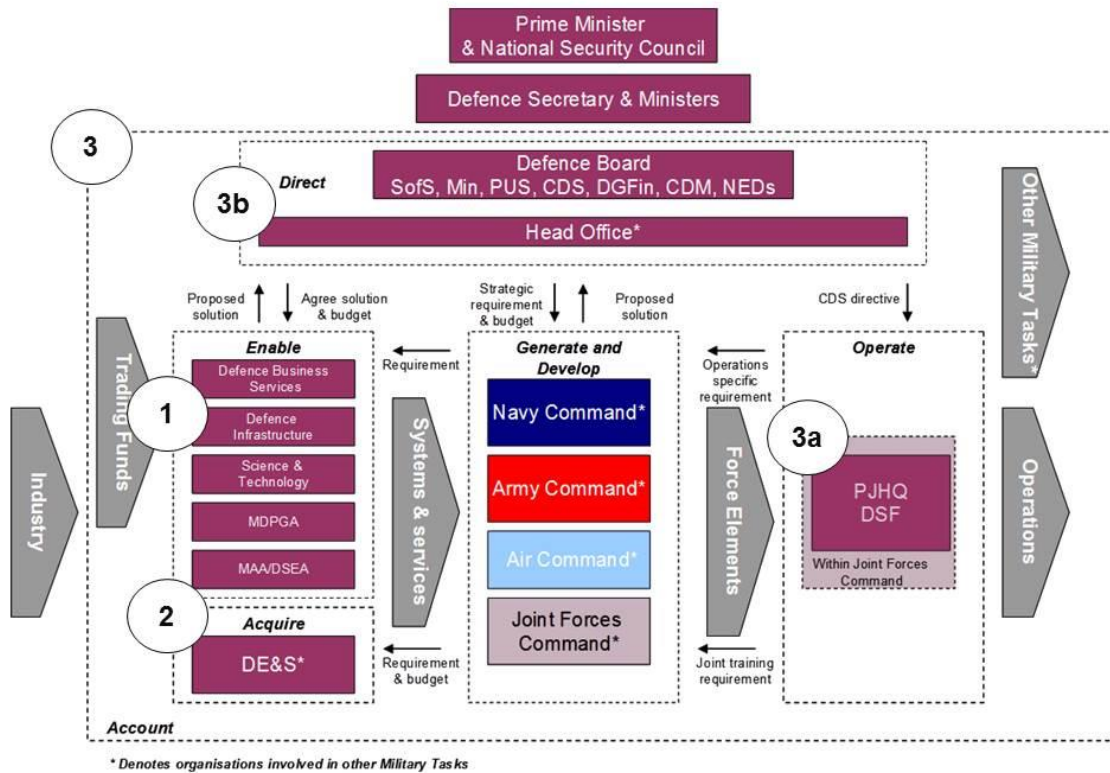 Prime Minister
& National Security Council
Defence Secretary & Ministers
3
Defence Board
SofS, Min, PUS, CDS, DGFin, CDM, NEDs
Direct
3b
Head Office*
Other Military Tasks*
Proposed
solution
Agree solution
& budget
Strategic
requirement
& budget
Proposed
solution
CDS directive
Industry
Trading Funds
Enable
Defence Business
Services
1
Defence
Infrastructure
Science &
Technology
MDPGA
MAA/DSEA
2
Acquire
DE&S*
Requirement
Systems & services
Requirement
& budget
Generate and
Develop
Navy Command*
Army Command*
Air Command*
Joint Forces
Command*
Operations
specific
requirement
Force Elements
Joint training
requirement
Operate
3a
PJHQ
DSF
Within Joint Forces
Command
Operations
Account
* Denotes organisations involved in other Military Tasks